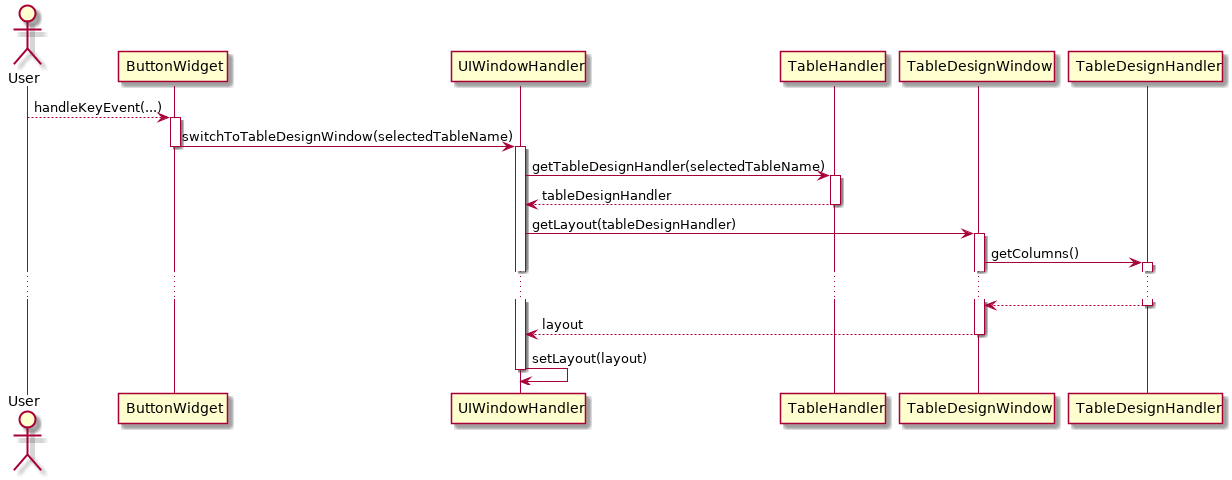 User
ButtonWidget
UIWindowHandler
TableHandler
TableDesignWindow
TableDesignHandler
handleKeyEvent(...)
switchToTableDesignWindow(selectedTableName)
getTableDesignHandler(selectedTableName)
tableDesignHandler
getLayout(tableDesignHandler)
getColumns()
layout
setLayout(layout)
User
ButtonWidget
UIWindowHandler
TableHandler
TableDesignWindow
TableDesignHandler